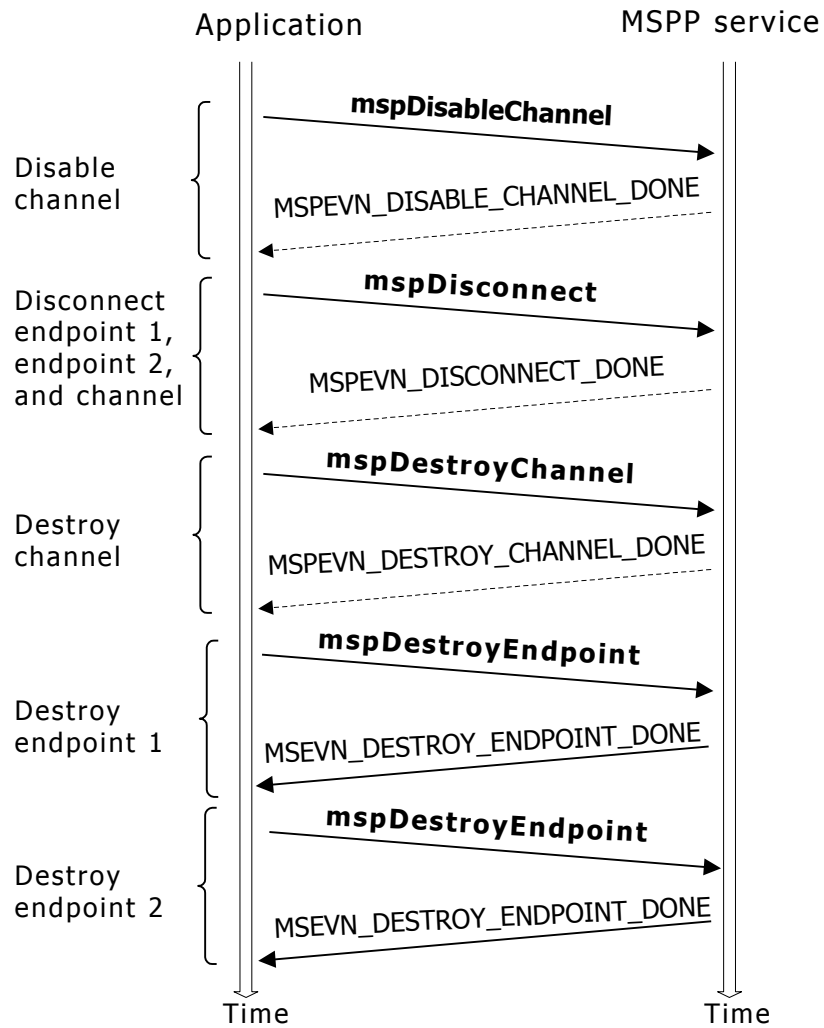 Application
MSPP service
mspDisableChannel
Disable
channel
MSPEVN_DISABLE_CHANNEL_DONE
mspDisconnect
Disconnect
endpoint 1,
endpoint 2,
and channel
MSPEVN_DISCONNECT_DONE
mspDestroyChannel
Destroy
channel
MSPEVN_DESTROY_CHANNEL_DONE
mspDestroyEndpoint
Destroy
endpoint 1
MSEVN_DESTROY_ENDPOINT_DONE
mspDestroyEndpoint
Destroy
endpoint 2
MSEVN_DESTROY_ENDPOINT_DONE
Time
Time